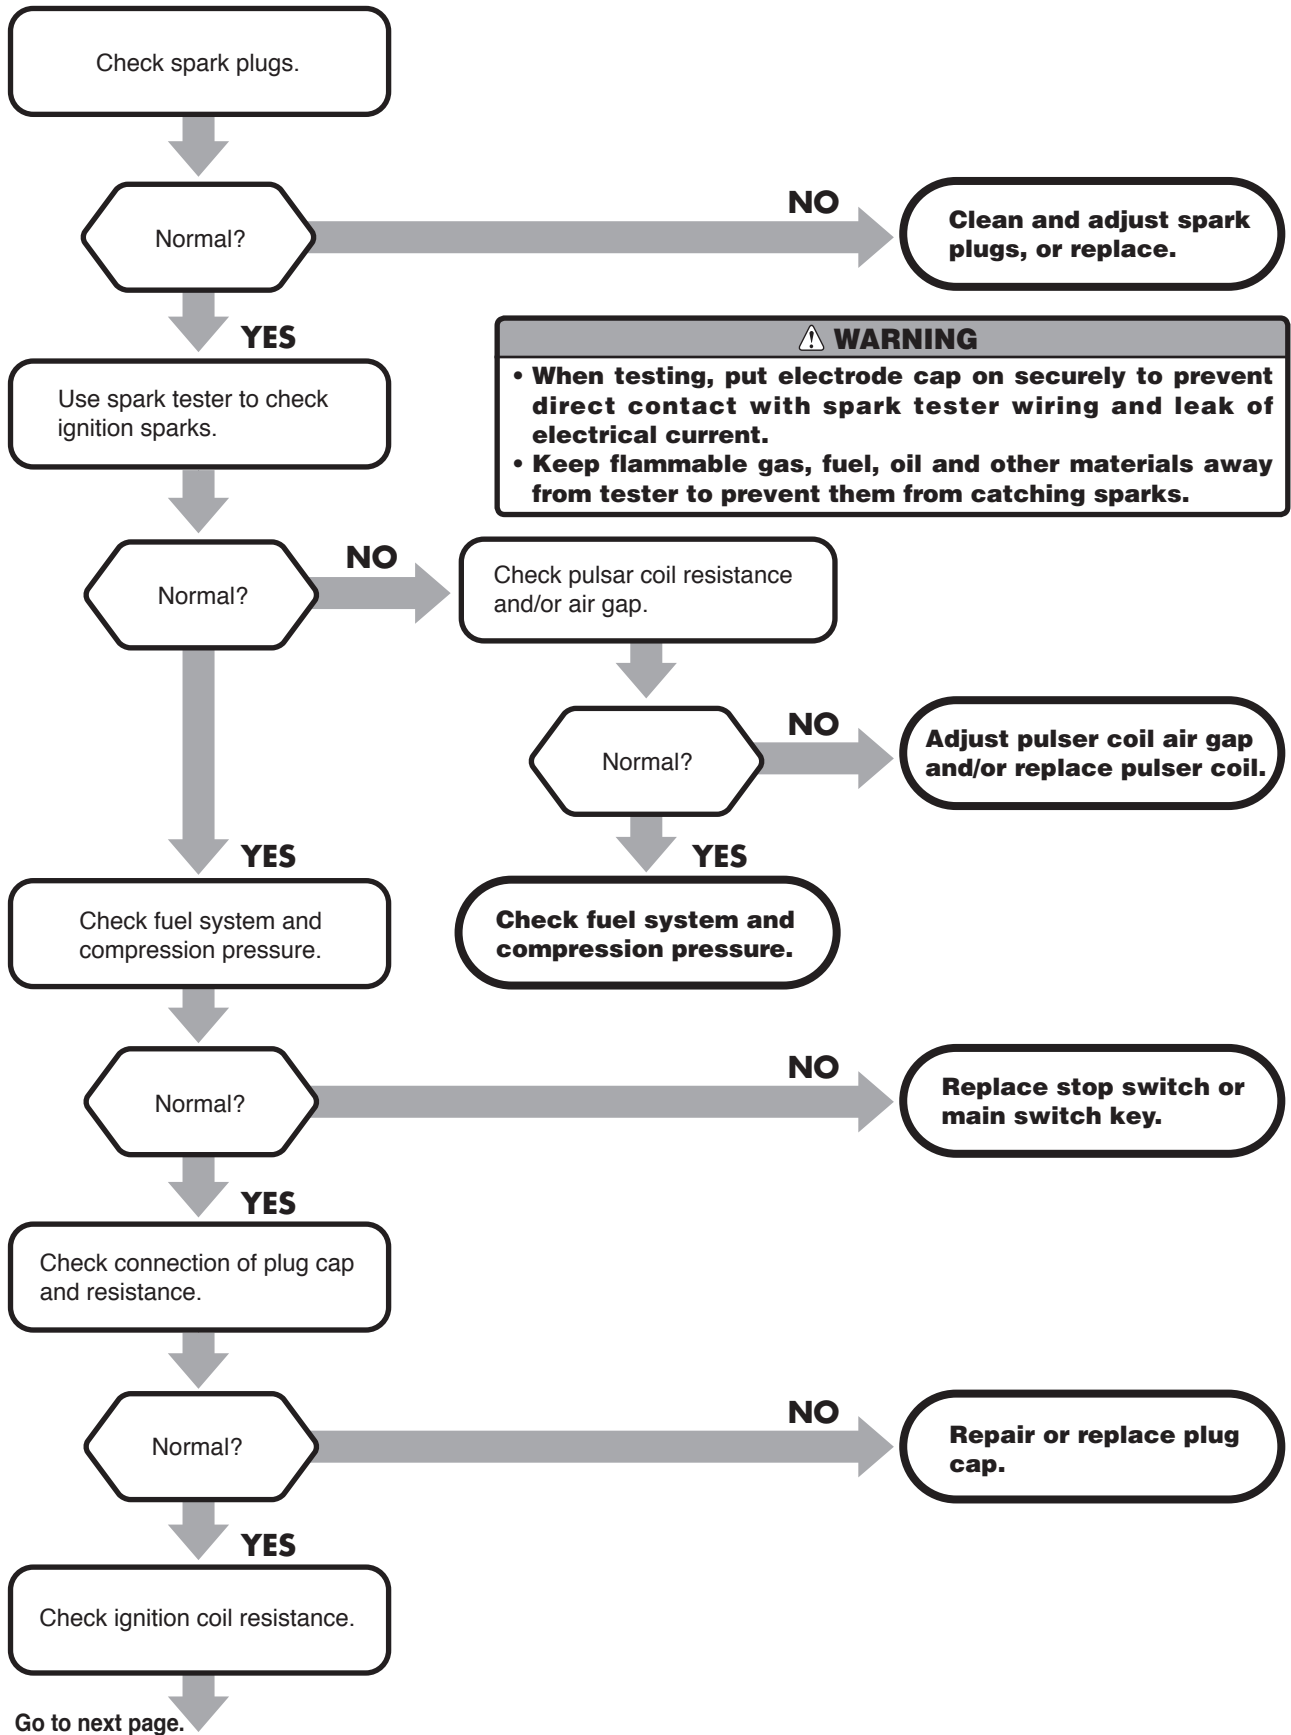 Check spark plugs.
Normal?
NO
Clean and adjust spark
plugs, or replace.
YES
⚠ WARNING
• When testing, put electrode cap on securely to prevent
direct contact with spark tester wiring and leak of
electrical current.
• Keep flammable gas, fuel, oil and other materials away
from tester to prevent them from catching sparks.
Use spark tester to check
ignition sparks.
Normal?
NO
Check pulsar coil resistance
and/or air gap.
Normal?
NO
Adjust pulser coil air gap
and/or replace pulser coil.
YES
Check fuel system and
compression pressure.
YES
Check fuel system and
compression pressure.
Normal?
NO
Replace stop switch or
main switch key.
YES
Check connection of plug cap
and resistance.
Normal?
NO
Repair or replace plug
cap.
YES
Check ignition coil resistance.
Go to next page.